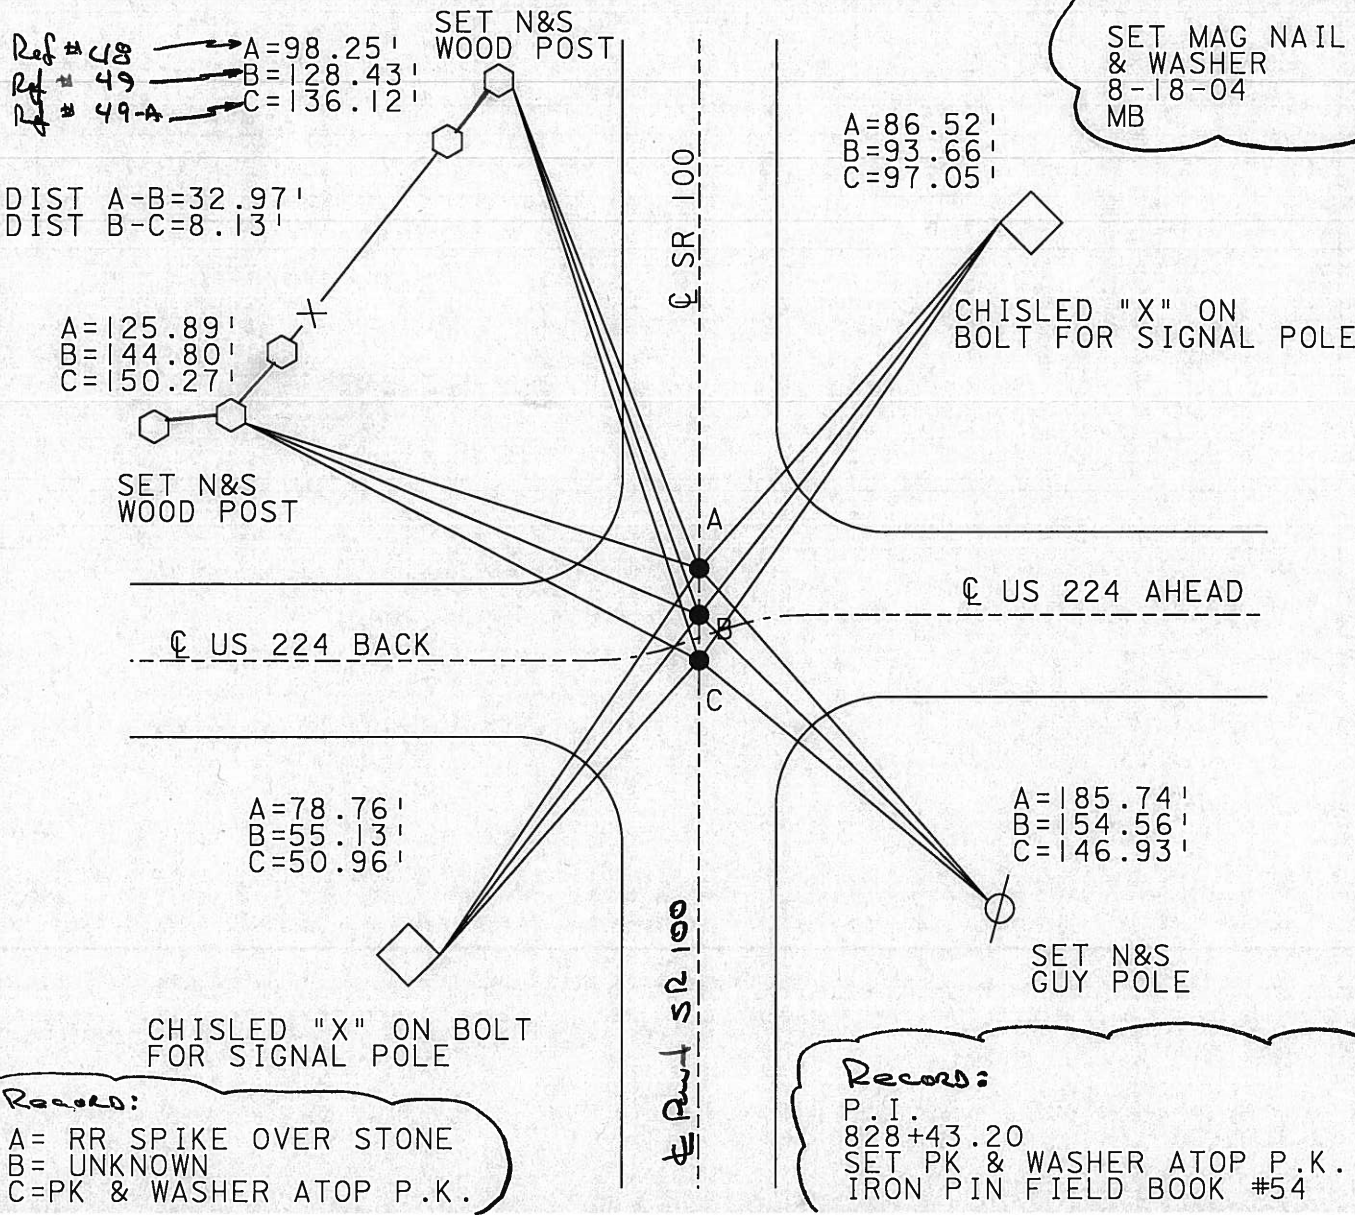 Ref # 48
Ref # 49
Ref # 49-A
A=98.25'
B=128.43'
C=136.12'
SET N&S
WOOD POST
SET MAG NAIL
& WASHER
8-18-04
MB
A=86.52'
B=93.66'
C=97.05'
DIST A-B=32.97'
DIST B-C=8.13'
℄ SR 100
CHISLED "X" ON
BOLT FOR SIGNAL POLE
A=125.89'
B=144.80'
C=150.27'
SET N&S
WOOD POST
A
B
C
℄ US 224 AHEAD
℄ US 224 BACK
A=78.76'
B=55.13'
C=50.96'
A=185.74'
B=154.56'
C=146.93'
SET N&S
GUY POLE
CHISLED "X" ON BOLT
FOR SIGNAL POLE
℄ Pvmt SR 100
Record:
A= RR SPIKE OVER STONE
B= UNKNOWN
C=PK & WASHER ATOP P.K.
Record:
P.I.
828+43.20
SET PK & WASHER ATOP P.K.
IRON PIN FIELD BOOK #54